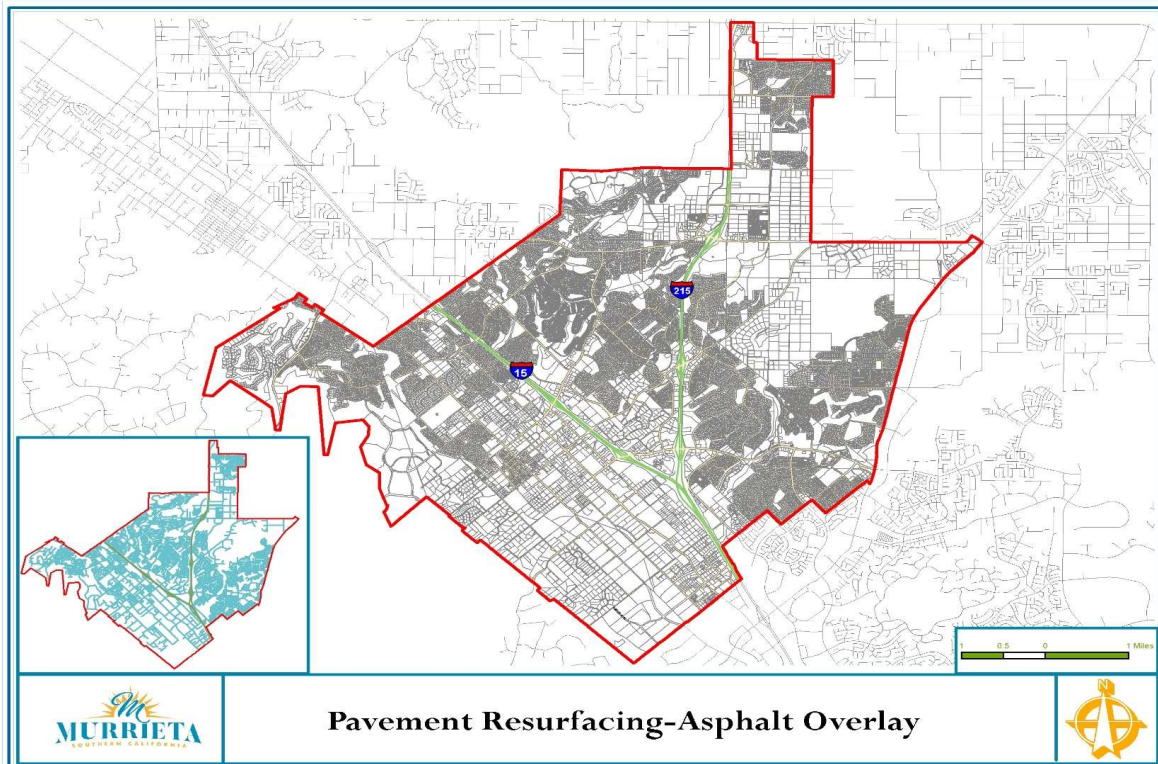 215
15
1 0.5 0 1 Miles
M
MURRIETA
SOUTHERN CALIFORNIA
Pavement Resurfacing-Asphalt Overlay
N